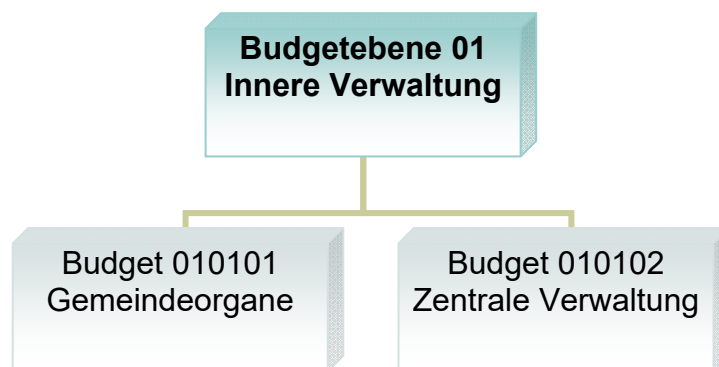 Budgetebene 01
Innere Verwaltung
Budget 010101
Gemeindeorgane
Budget 010102
Zentrale Verwaltung